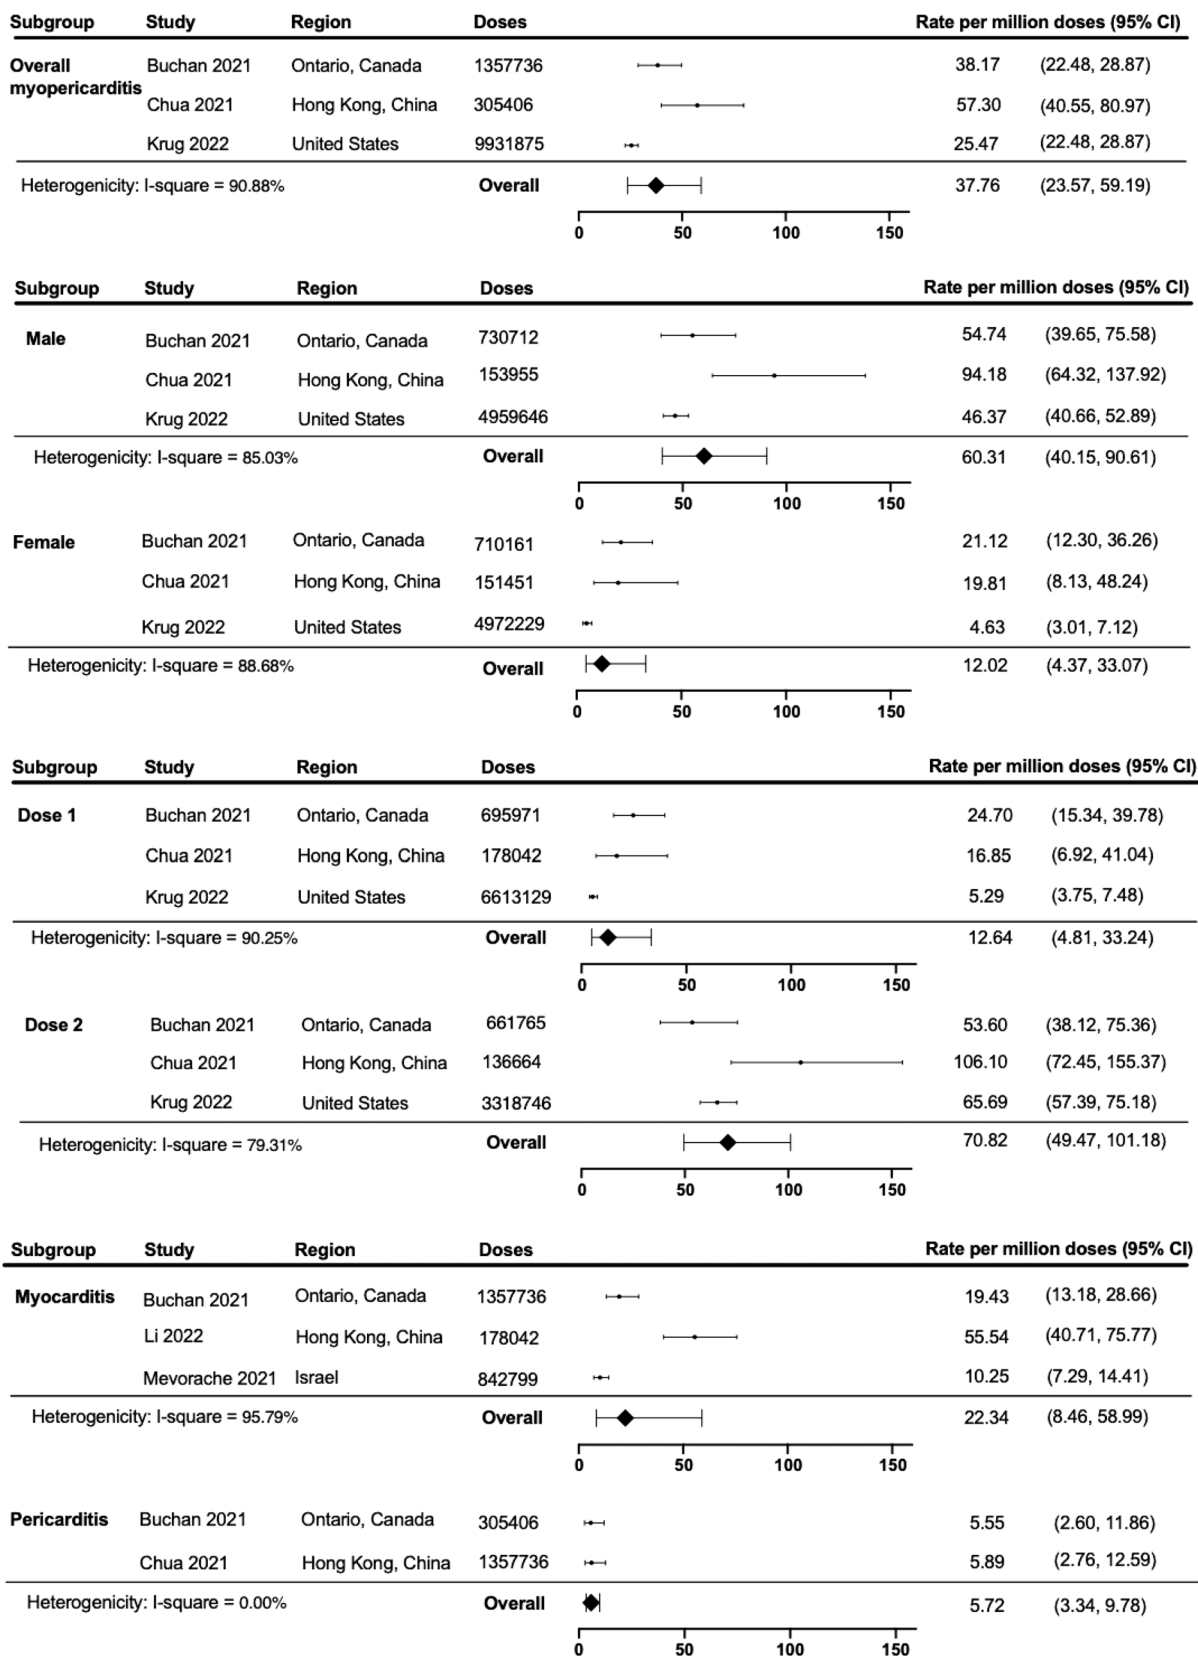 Subgroup Study Region Doses Rate per million doses (95% CI)
Overall myopericarditis Buchan 2021 Ontario, Canada 1357736 38.17 (22.48, 28.87)
Chua 2021 Hong Kong, China 305406 57.30 (40.55, 80.97)
Krug 2022 United States 9931875 25.47 (22.48, 28.87)
Heterogenicity: I-square = 90.88% Overall 37.76 (23.57, 59.19)
0 50 100 150
Subgroup Study Region Doses Rate per million doses (95% CI)
Male Buchan 2021 Ontario, Canada 730712 54.74 (39.65, 75.58)
Chua 2021 Hong Kong, China 153955 94.18 (64.32, 137.92)
Krug 2022 United States 4959646 46.37 (40.66, 52.89)
Heterogenicity: I-square = 85.03% Overall 60.31 (40.15, 90.61)
0 50 100 150
Female Buchan 2021 Ontario, Canada 710161 21.12 (12.30, 36.26)
Chua 2021 Hong Kong, China 151451 19.81 (8.13, 48.24)
Krug 2022 United States 4972229 4.63 (3.01, 7.12)
Heterogenicity: I-square = 88.68% Overall 12.02 (4.37, 33.07)
0 50 100 150
Subgroup Study Region Doses Rate per million doses (95% CI)
Dose 1 Buchan 2021 Ontario, Canada 695971 24.70 (15.34, 39.78)
Chua 2021 Hong Kong, China 178042 16.85 (6.92, 41.04)
Krug 2022 United States 6613129 5.29 (3.75, 7.48)
Heterogenicity: I-square = 90.25% Overall 12.64 (4.81, 33.24)
0 50 100 150
Dose 2 Buchan 2021 Ontario, Canada 661765 53.60 (38.12, 75.36)
Chua 2021 Hong Kong, China 136664 106.10 (72.45, 155.37)
Krug 2022 United States 3318746 65.69 (57.39, 75.18)
Heterogenicity: I-square = 79.31% Overall 70.82 (49.47, 101.18)
0 50 100 150
Subgroup Study Region Doses Rate per million doses (95% CI)
Myocarditis Buchan 2021 Ontario, Canada 1357736 19.43 (13.18, 28.66)
Li 2022 Hong Kong, China 178042 55.54 (40.71, 75.77)
Mevorache 2021 Israel 842799 10.25 (7.29, 14.41)
Heterogenicity: I-square = 95.79% Overall 22.34 (8.46, 58.99)
0 50 100 150
Pericarditis Buchan 2021 Ontario, Canada 305406 5.55 (2.60, 11.86)
Chua 2021 Hong Kong, China 1357736 5.89 (2.76, 12.59)
Heterogenicity: I-square = 0.00% Overall 5.72 (3.34, 9.78)
0 50 100 150